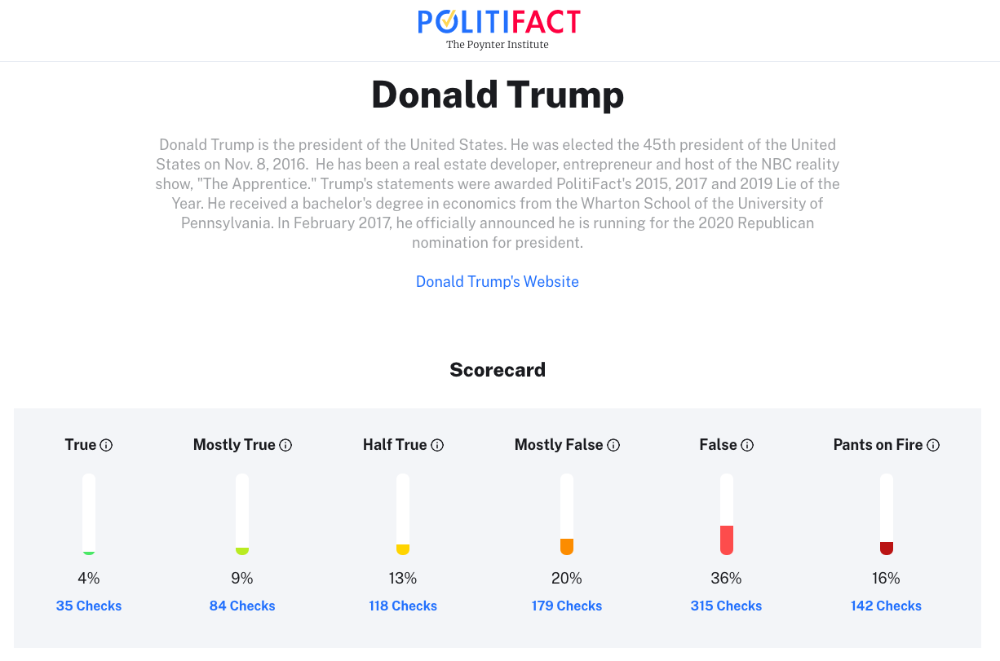 POLITIFACT
The Poynter Institute
Donald Trump
Donald Trump is the president of the United States. He was elected the 45th president of the United
States on Nov. 8, 2016.  He has been a real estate developer, entrepreneur and host of the NBC reality
show, "The Apprentice." Trump's statements were awarded PolitiFact's 2015, 2017 and 2019 Lie of the
Year. He received a bachelor's degree in economics from the Wharton School of the University of
Pennsylvania. In February 2017, he officially announced he is running for the 2020 Republican
nomination for president.
Donald Trump's Website
Scorecard
True Mostly True Half True Mostly False False Pants on Fire
4% 9% 13% 20% 36% 16%
35 Checks 84 Checks 118 Checks 179 Checks 315 Checks 142 Checks